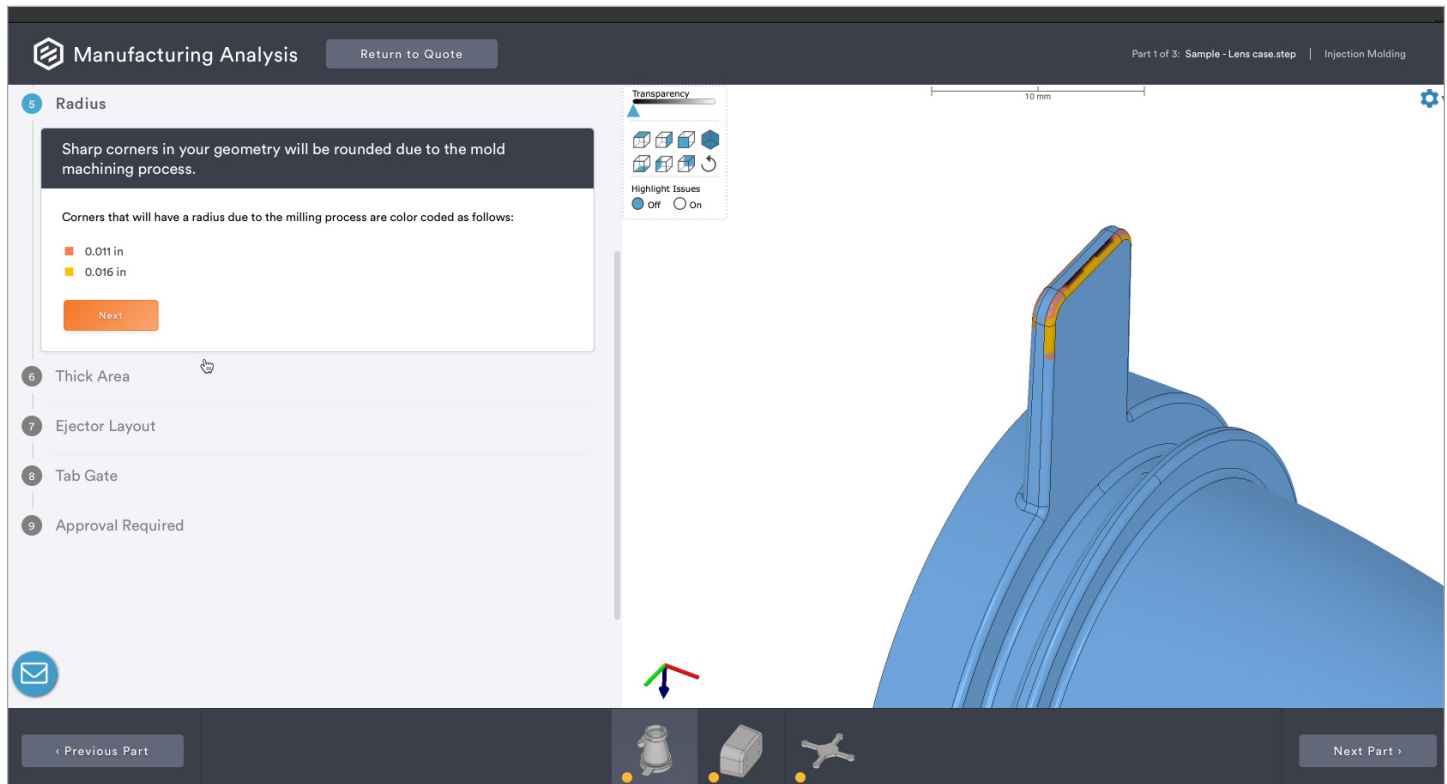 Manufacturing Analysis
Return to Quote
Part 1 of 3: Sample - Lens case.step | Injection Molding
5 Radius
Sharp corners in your geometry will be rounded due to the mold
machining process.
Corners that will have a radius due to the milling process are color coded as follows:
0.011 in
0.016 in
Next
6 Thick Area
7 Ejector Layout
8 Tab Gate
9 Approval Required
Transparency
Highlight Issues
Off On
10 mm
‹ Previous Part
Next Part ›